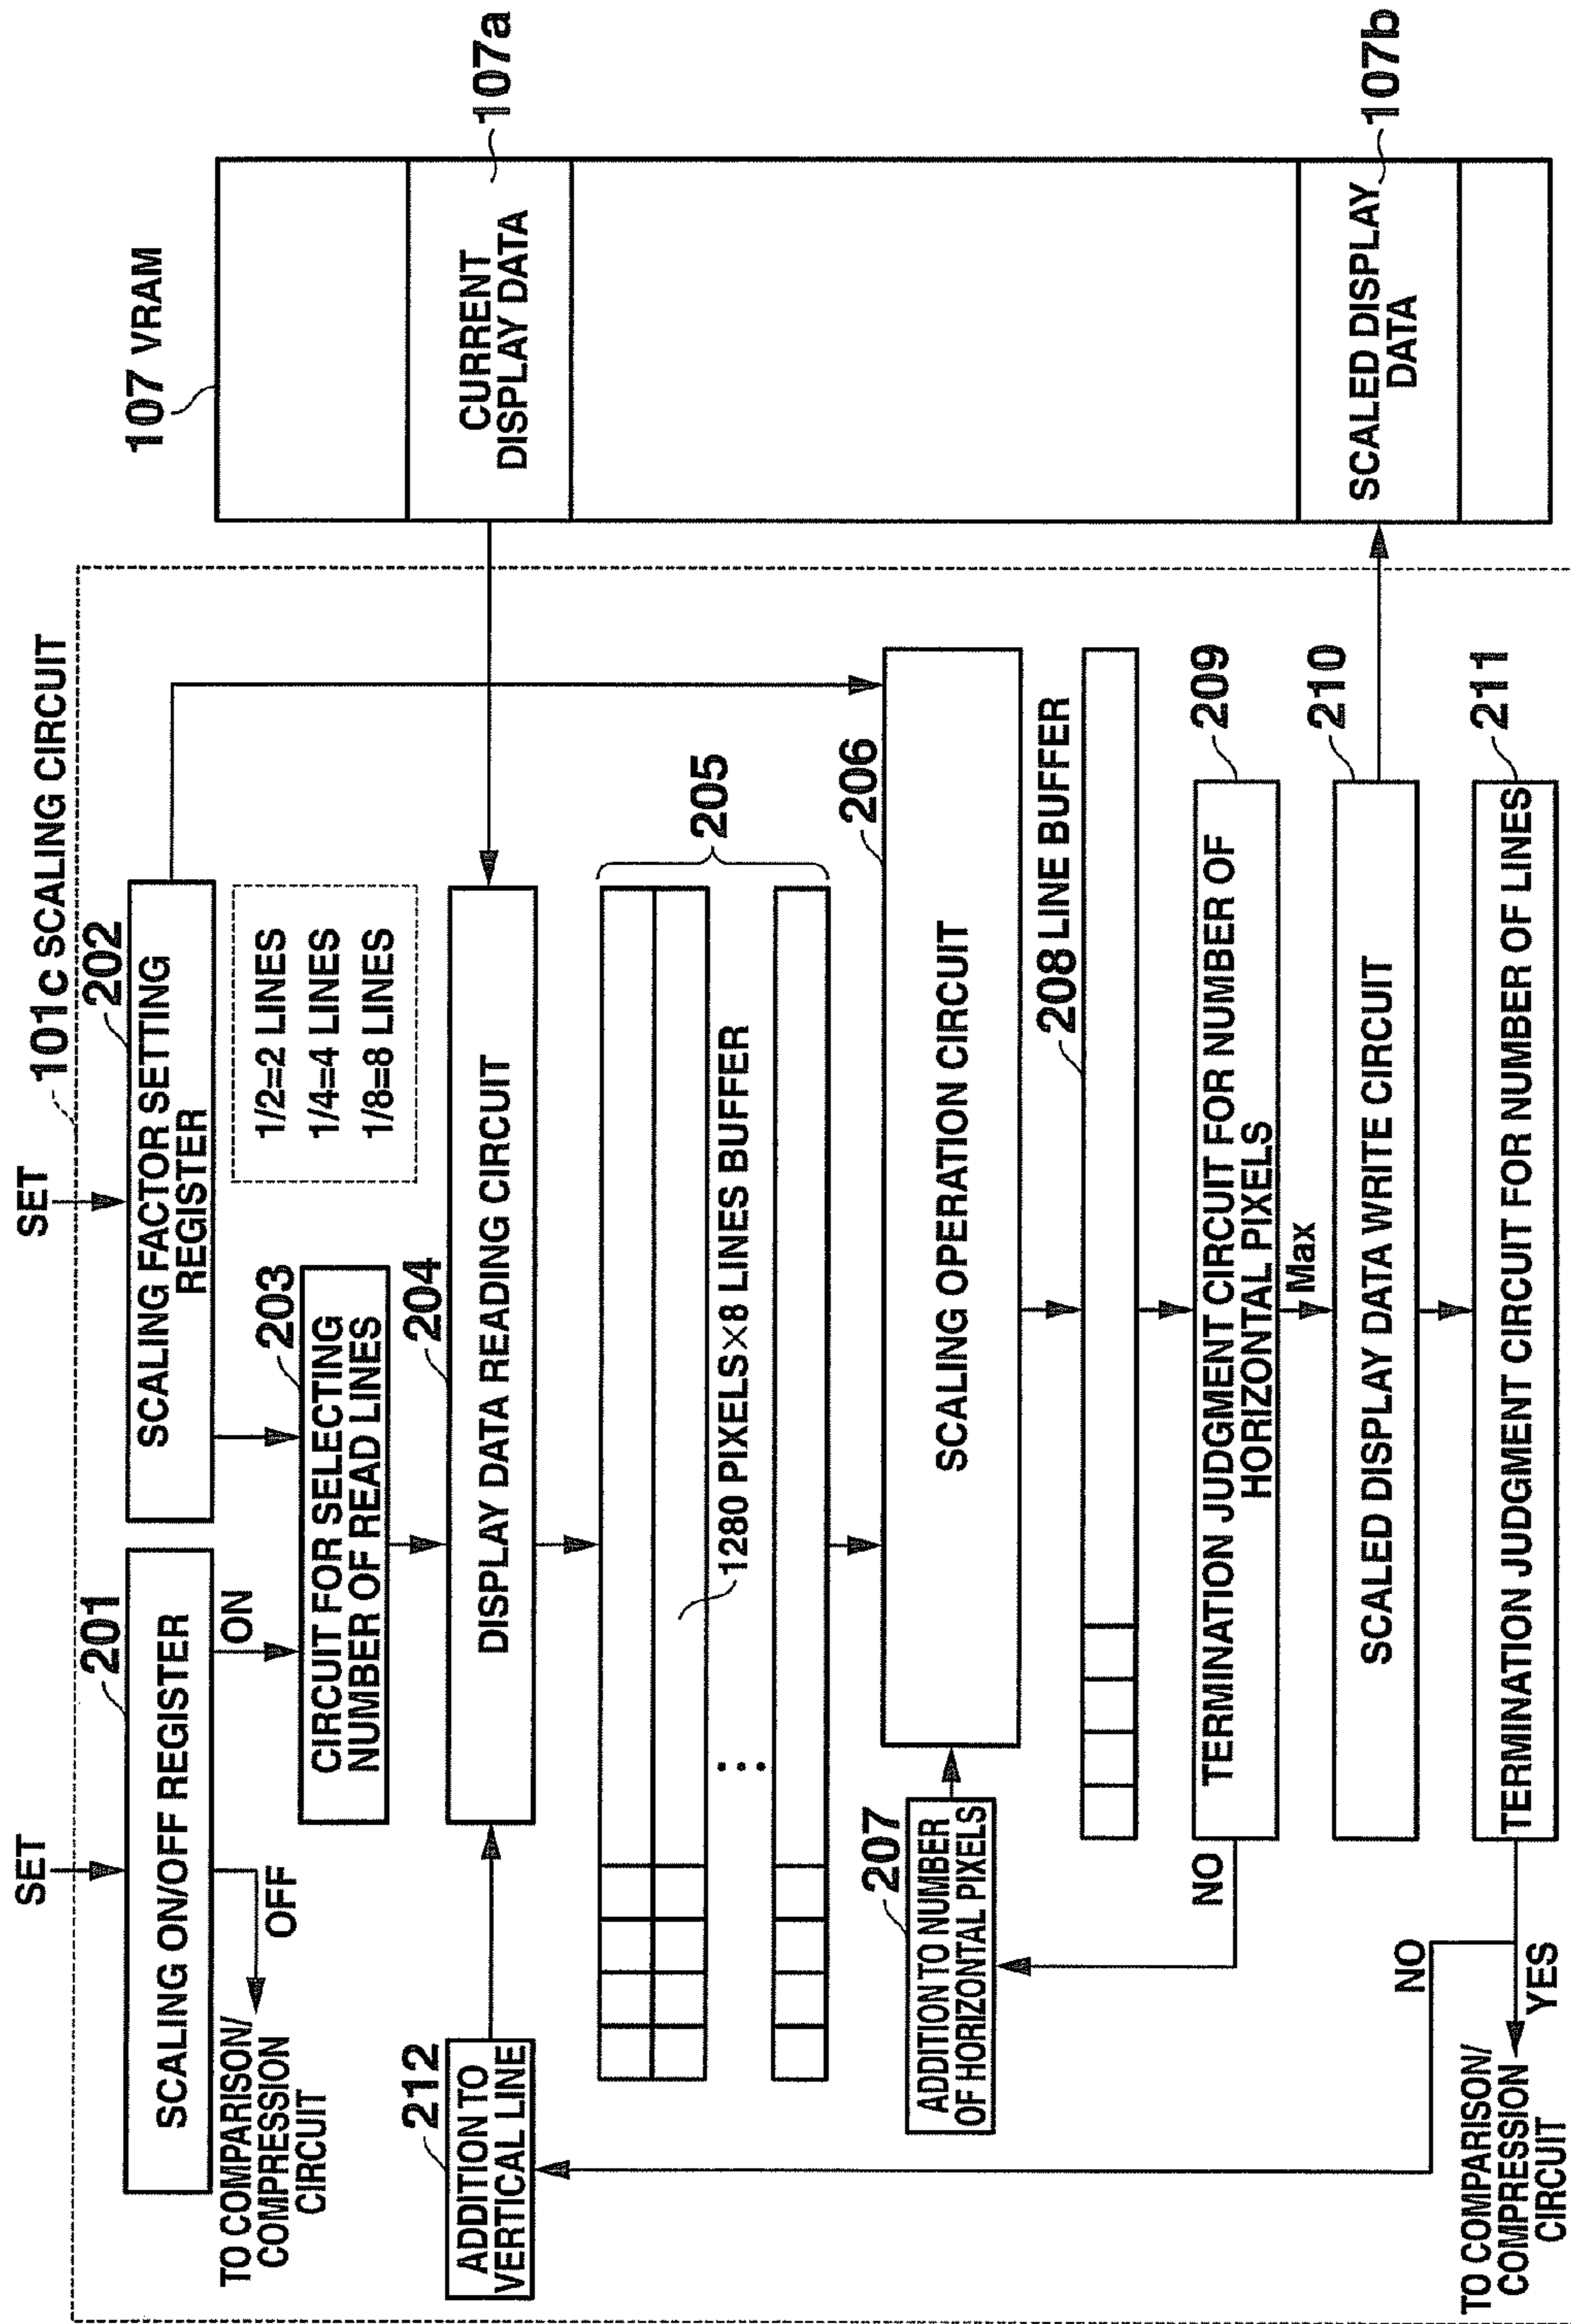 SET
SET
101c SCALING CIRCUIT
107 VRAM
201
SCALING ON/OFF REGISTER
202
SCALING FACTOR SETTING
REGISTER
OFF
ON
TO COMPARISON/
COMPRESSION
CIRCUIT
203
CIRCUIT FOR SELECTING
NUMBER OF READ LINES
1/2=2 LINES
1/4=4 LINES
1/8=8 LINES
212
ADDITION TO
VERTICAL LINE
204
DISPLAY DATA READING CIRCUIT
CURRENT
DISPLAY DATA
107a
205
1280 PIXELS×8 LINES BUFFER
207
ADDITION TO NUMBER
OF HORIZONTAL PIXELS
206
SCALING OPERATION CIRCUIT
208 LINE BUFFER
NO
TERMINATION JUDGMENT CIRCUIT FOR NUMBER OF
HORIZONTAL PIXELS
209
Max
SCALED DISPLAY DATA WRITE CIRCUIT
210
SCALED DISPLAY
DATA
107b
NO
TERMINATION JUDGMENT CIRCUIT FOR NUMBER OF LINES
211
YES
TO COMPARISON/
COMPRESSION
CIRCUIT